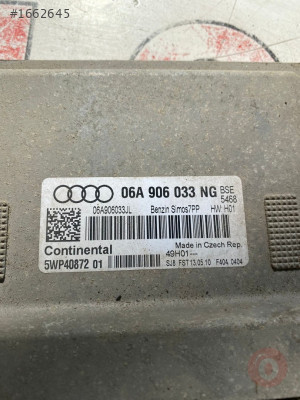 #1662645
06A 906 033 NG BSE
5468
06A906033JL Benzin Simos7PP HW H01
Made in Czech Rep.
Continental 49H01---
5WP40872 01 SJ8 FST 13.05.10 F40A 0404